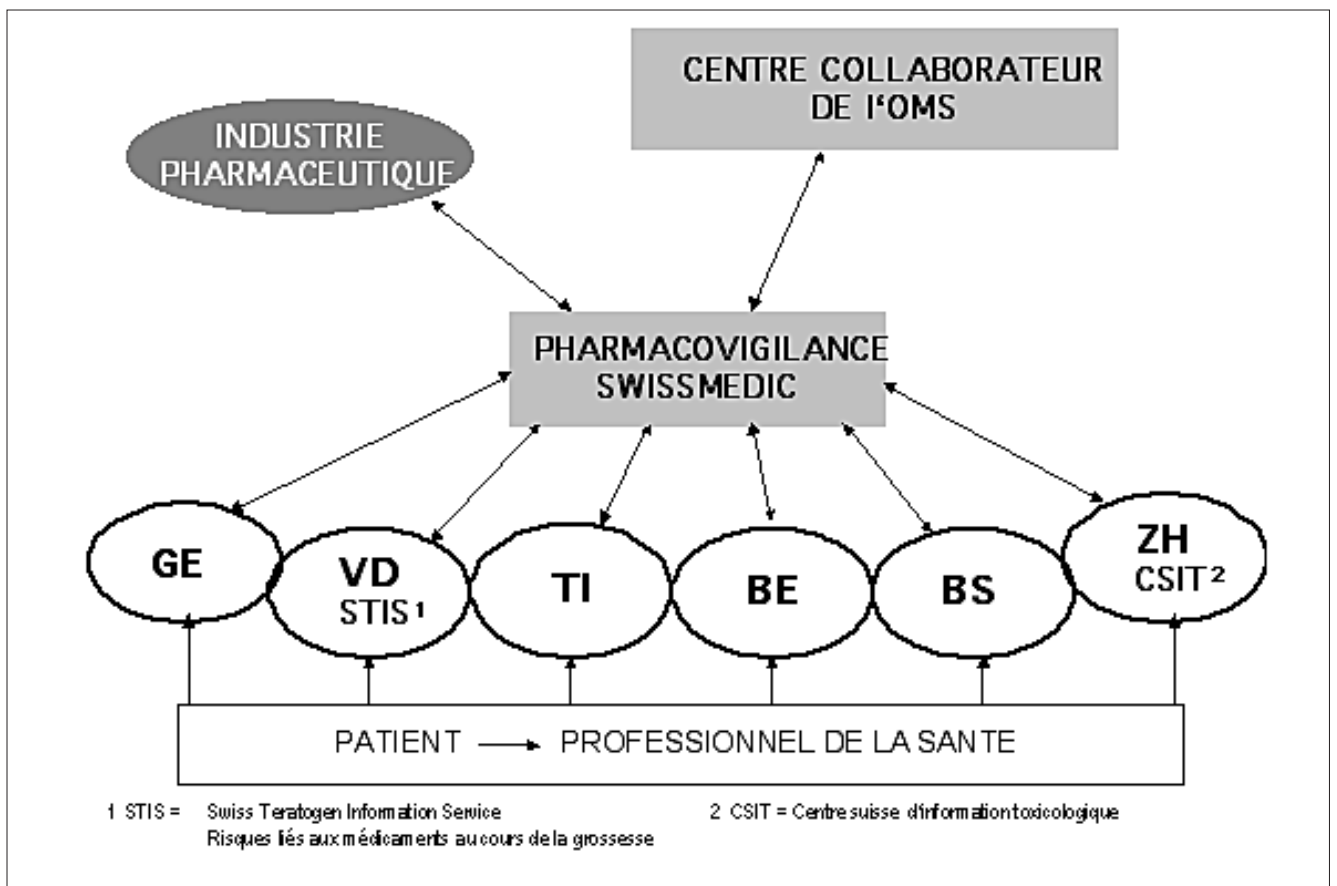 CENTRE COLLABORATEUR
DE l'OMS
INDUSTRIE
PHARMACEUTIQUE
PHARMACOVIGILANCE
SWISSMEDIC
GE
VD
STIS¹
TI
BE
BS
ZH
CSIT²
PATIENT → PROFESSIONNEL DE LA SANTE
1 STIS = Swiss Teratogen Information Service
Risques liés aux médicaments au cours de la grossesse
2 CSIT = Centre suisse d'information toxicologique